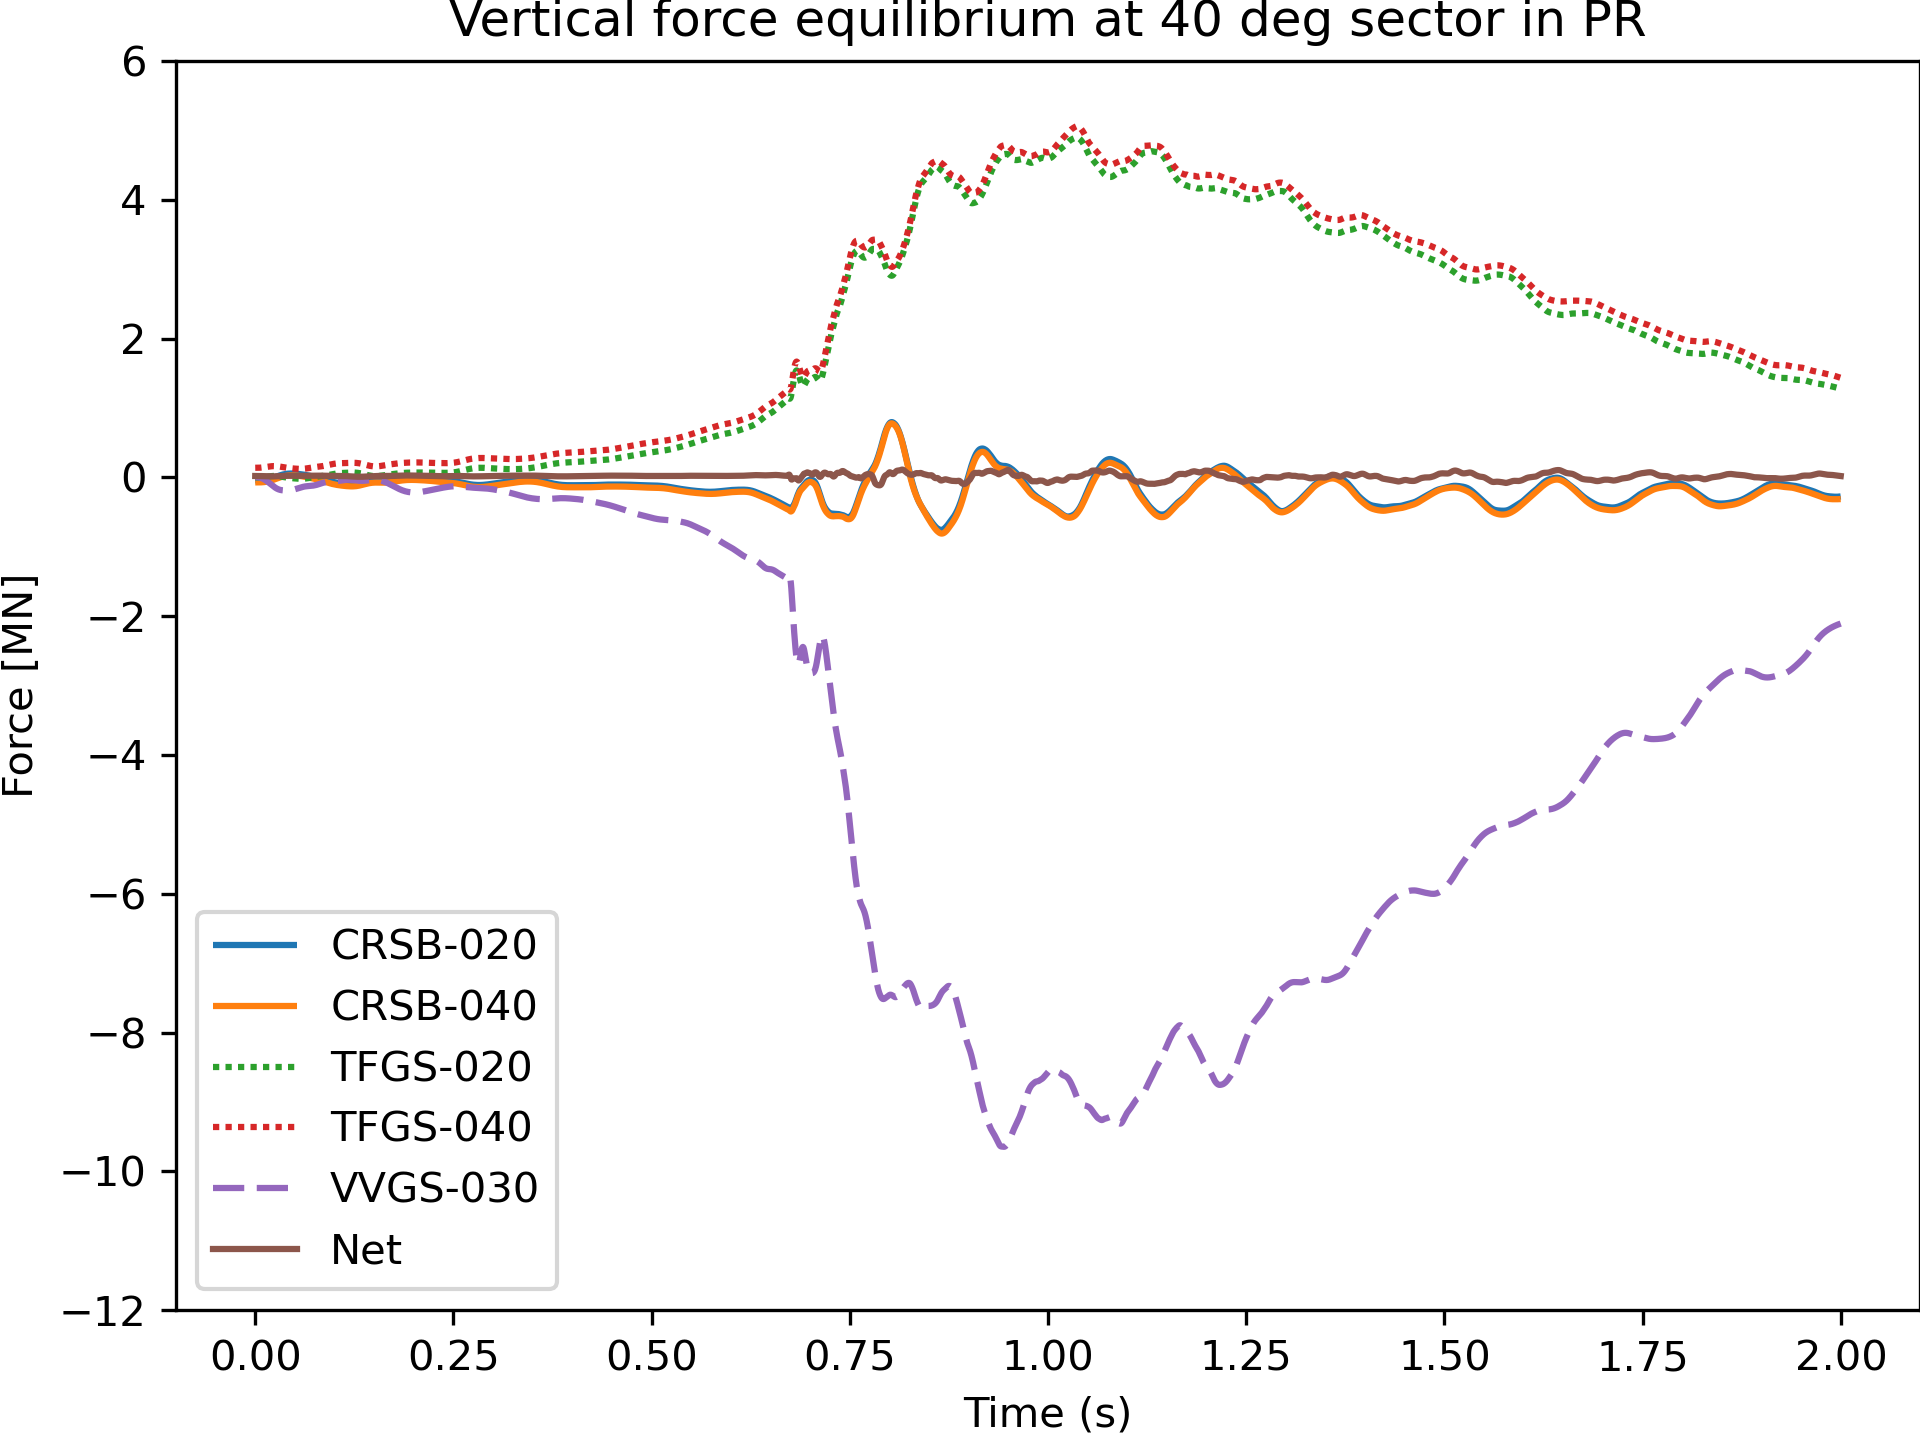 Vertical force equilibrium at 40 deg sector in PR
6
4
2
0
−2
−4
−6
−8
−10
−12
Force [MN]
CRSB-020
CRSB-040
TFGS-020
TFGS-040
VVGS-030
Net
0.00 0.25 0.50 0.75 1.00 1.25 1.50 1.75 2.00
Time (s)